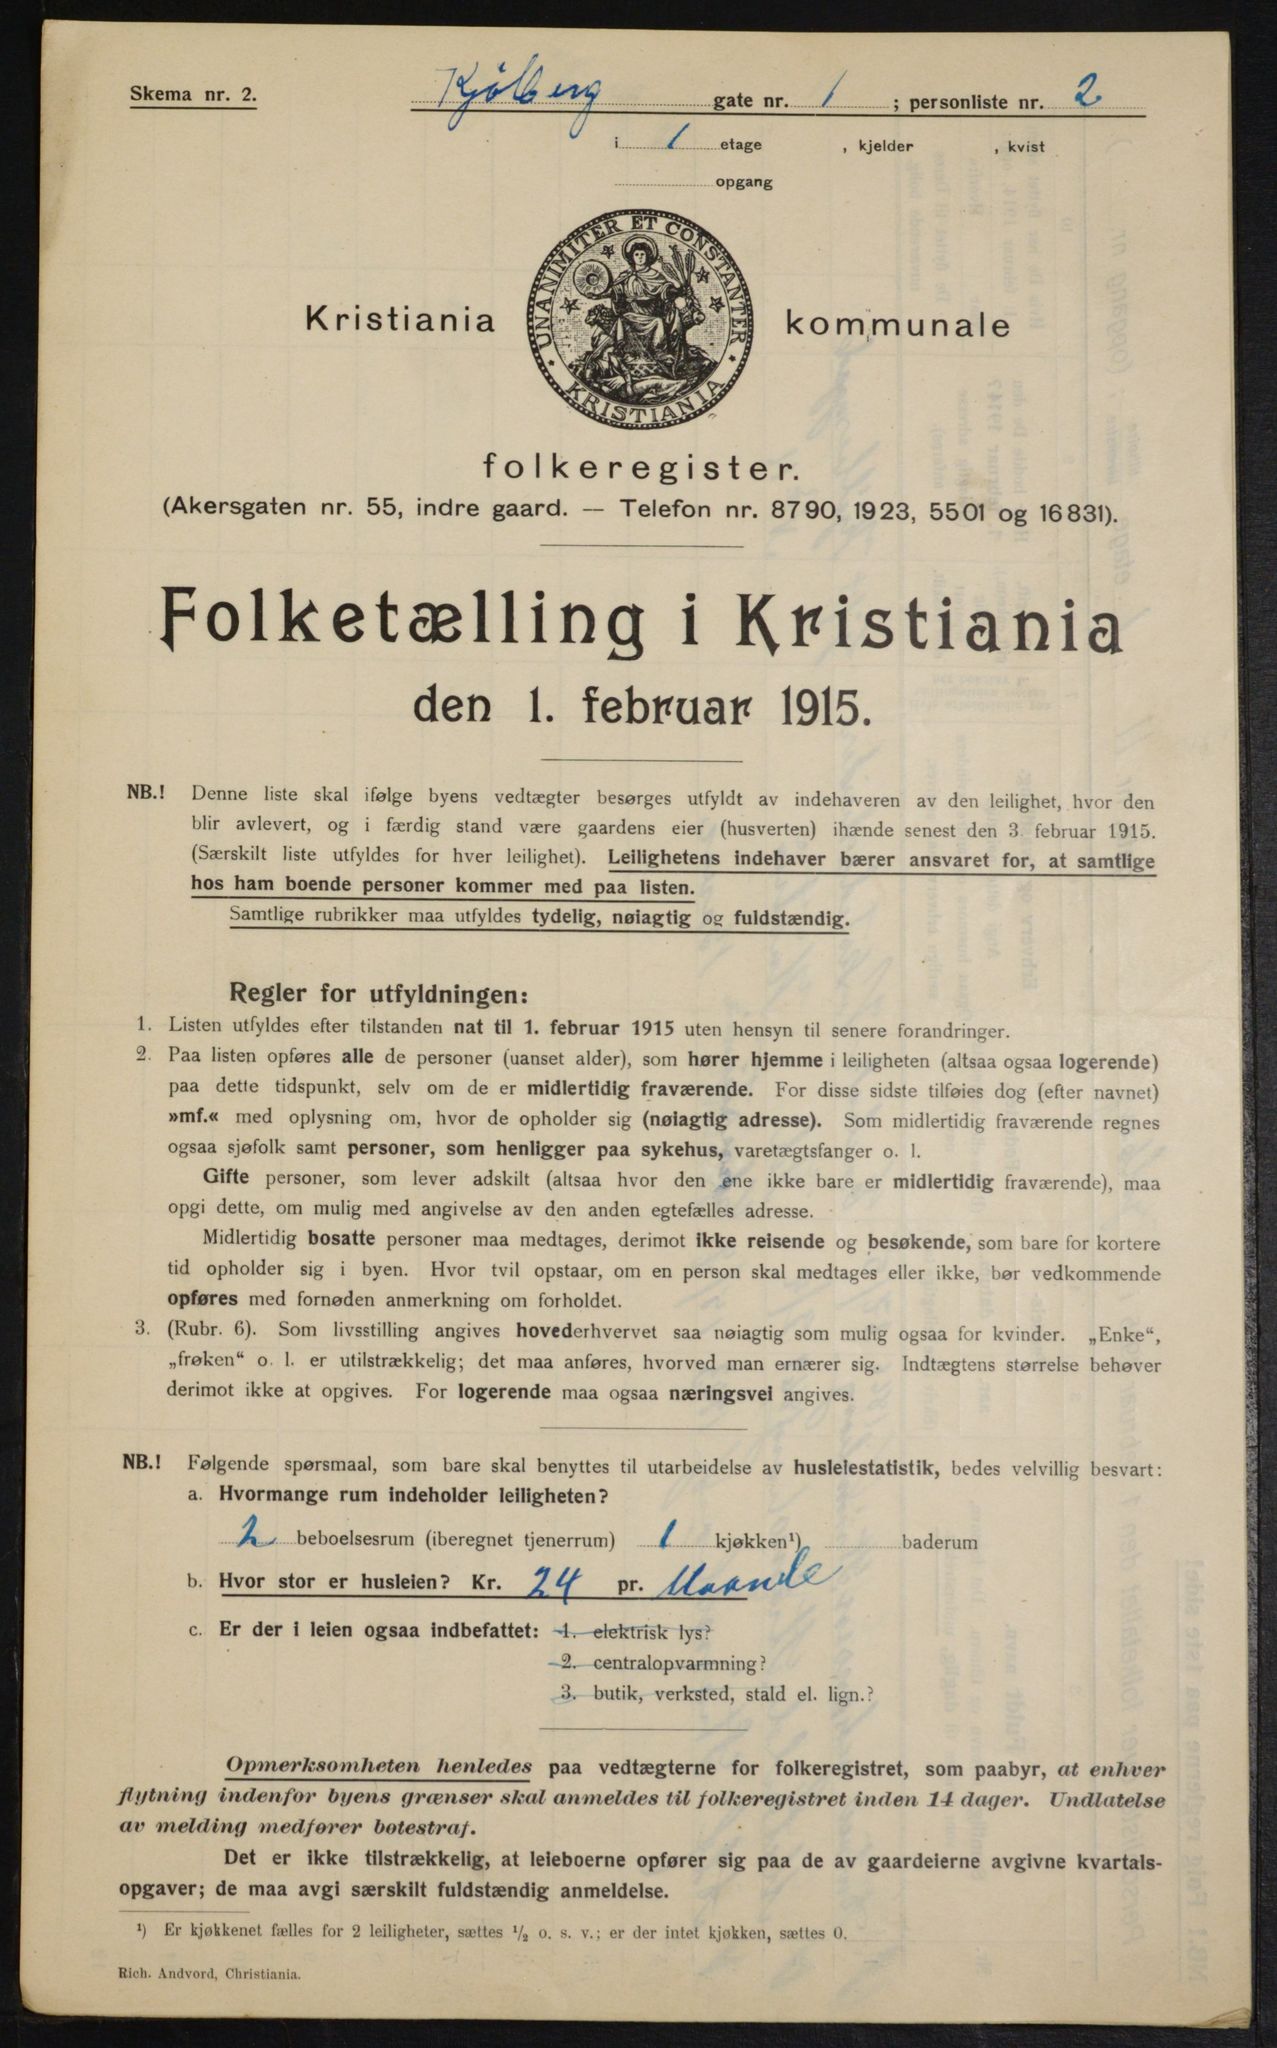 Skema nr. 2.
Kjølberg gate nr. 1 ; personliste nr. 2
i 1 etage , kjelder , kvist
opgang
UNANIMITER ET CONSTANTER
KRISTIANIA
Kristiania kommunale
folkeregister.
(Akersgaten nr. 55, indre gaard. — Telefon nr. 8790, 1923, 5501 og 16831).
Folketælling i Kristiania
den 1. februar 1915.
NB.! Denne liste skal ifølge byens vedtægter besørges utfyldt av indehaveren av den leilighet, hvor den
blir avlevert, og i færdig stand være gaardens eier (husverten) ihænde senest den 3. februar 1915.
(Særskilt liste utfyldes for hver leilighet). Leilighetens indehaver bærer ansvaret for, at samtlige
hos ham boende personer kommer med paa listen.
Samtlige rubrikker maa utfyldes tydelig, nøiagtig og fuldstændig.
Regler for utfyldningen:
1. Listen utfyldes efter tilstanden nat til 1. februar 1915 uten hensyn til senere forandringer.
2. Paa listen opføres alle de personer (uanset alder), som hører hjemme i leiligheten (altsaa ogsaa logerende)
paa dette tidspunkt, selv om de er midlertidig fraværende. For disse sidste tilføies dog (efter navnet)
»mf.« med oplysning om, hvor de opholder sig (nøiagtig adresse). Som midlertidig fraværende regnes
ogsaa sjøfolk samt personer, som henligger paa sykehus, varetægtsfanger o. l.
Gifte personer, som lever adskilt (altsaa hvor den ene ikke bare er midlertidig fraværende), maa
opgi dette, om mulig med angivelse av den anden egtefælles adresse.
Midlertidig bosatte personer maa medtages, derimot ikke reisende og besøkende, som bare for kortere
tid opholder sig i byen. Hvor tvil opstaar, om en person skal medtages eller ikke, bør vedkommende
opføres med fornøden anmerkning om forholdet.
3. (Rubr. 6). Som livsstilling angives hovederhvervet saa nøiagtig som mulig ogsaa for kvinder. „Enke“,
„frøken“ o. l. er utilstrækkelig; det maa anføres, hvorved man ernærer sig. Indtægtens størrelse behøver
derimot ikke at opgives. For logerende maa ogsaa næringsvei angives.
NB.! Følgende spørsmaal, som bare skal benyttes til utarbeidelse av husleiestatistik, bedes velvillig besvart:
a. Hvormange rum indeholder leiligheten?
2 beboelsesrum (iberegnet tjenerrum) 1 kjøkken¹) baderum
b. Hvor stor er husleien? Kr. 24 pr. Maande
c. Er der i leien ogsaa indbefattet: 1. elektrisk lys?
2. centralopvarmning?
3. butik, verksted, stald el. lign.?
Opmerksomheten henledes paa vedtægterne for folkeregistret, som paabyr, at enhver
flytning indenfor byens grænser skal anmeldes til folkeregistret inden 14 dager. Undlatelse
av melding medfører bøtestraf.
Det er ikke tilstrækkelig, at leieboerne opfører sig paa de av gaardeierne avgivne kvartals-
opgaver; de maa avgi særskilt fuldstændig anmeldelse.
¹) Er kjøkkenet fælles for 2 leiligheter, sættes ½ o. s. v.; er der intet kjøkken, sættes 0.
Rich. Andvord, Christiania.